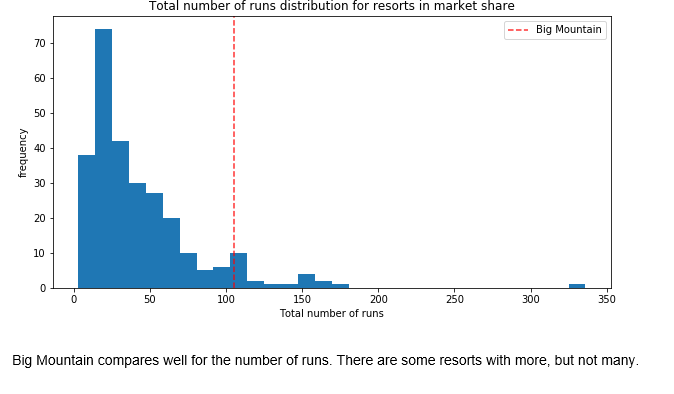 Total number of runs distribution for resorts in market share
Big Mountain
70
60
50
40
30
20
10
0
frequency
0 50 100 150 200 250 300 350
Total number of runs
Big Mountain compares well for the number of runs. There are some resorts with more, but not many.